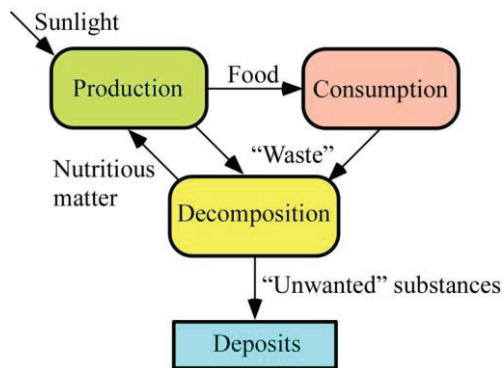 Sunlight
Production
Food
Consumption
“Waste”
Nutritious
matter
Decomposition
“Unwanted” substances
Deposits